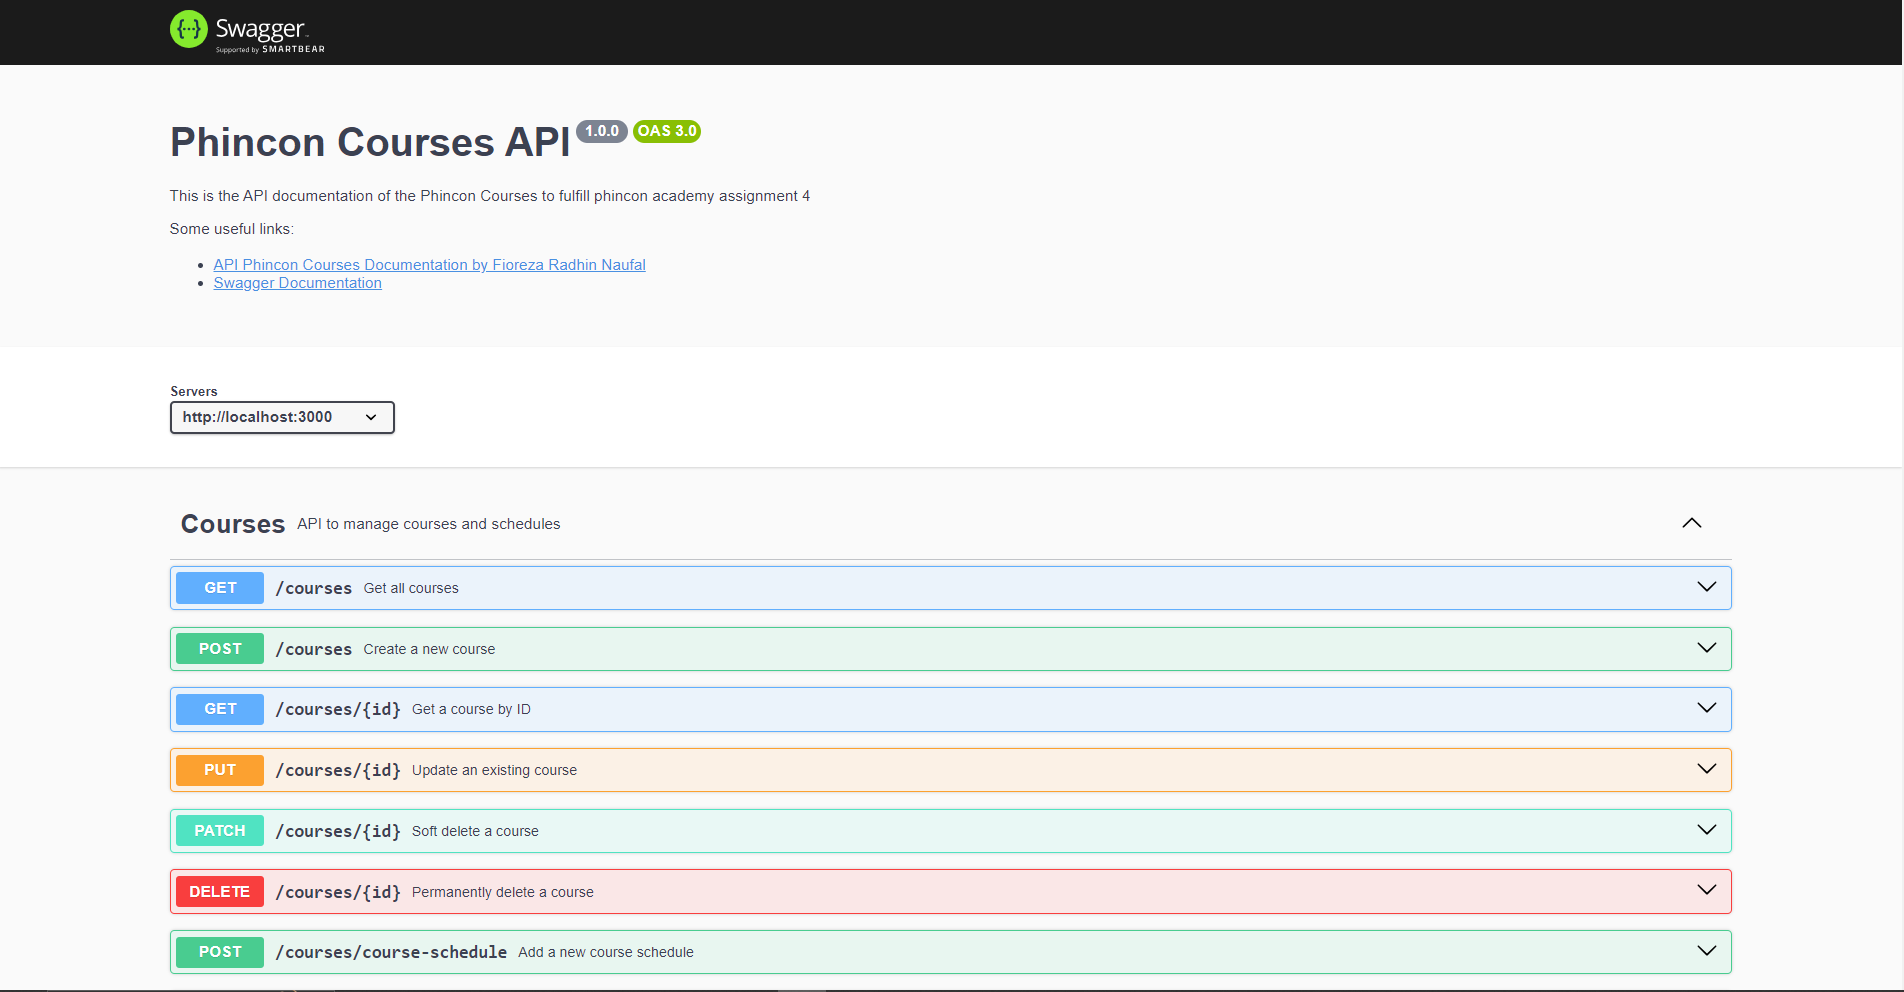 Swagger
Supported by SMARTBEAR
Phincon Courses API 1.0.0 OAS 3.0
This is the API documentation of the Phincon Courses to fulfill phincon academy assignment 4
Some useful links:
API Phincon Courses Documentation by Fioreza Radhin Naufal
Swagger Documentation
Servers
http://localhost:3000
Courses API to manage courses and schedules
GET /courses Get all courses
POST /courses Create a new course
GET /courses/{id} Get a course by ID
PUT /courses/{id} Update an existing course
PATCH /courses/{id} Soft delete a course
DELETE /courses/{id} Permanently delete a course
POST /courses/course-schedule Add a new course schedule